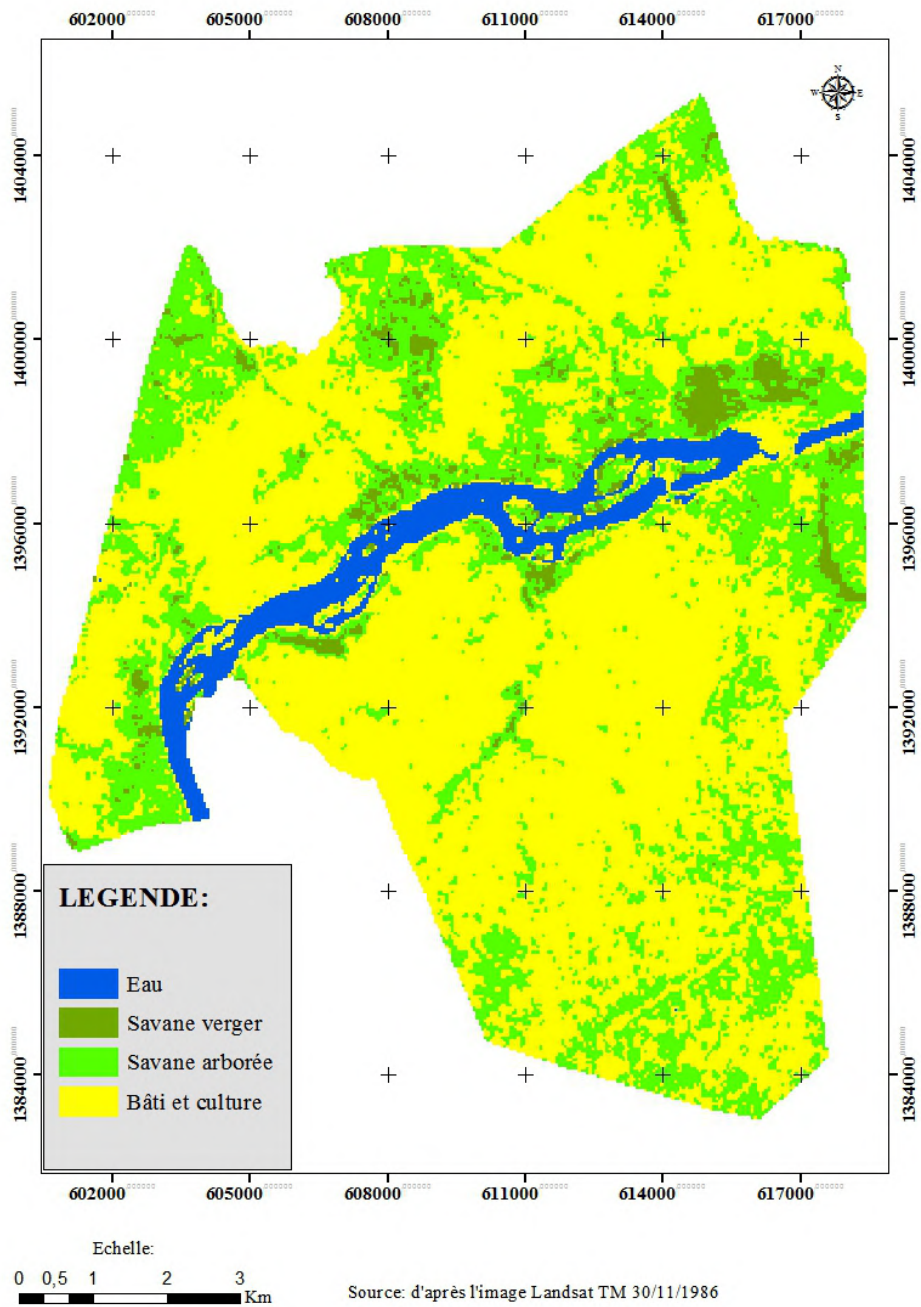 602000 605000 608000 611000 614000 617000
N
W E
S
1404000 1404000
1400000 1400000
1396000 1396000
1392000 1392000
1388000 1388000
1384000 1384000
LEGENDE:
Eau
Savane verger
Savane arborée
Bâti et culture
602000 605000 608000 611000 614000 617000
Echelle:
0 0,5 1 2 3
Km
Source: d'après l'image Landsat TM 30/11/1986